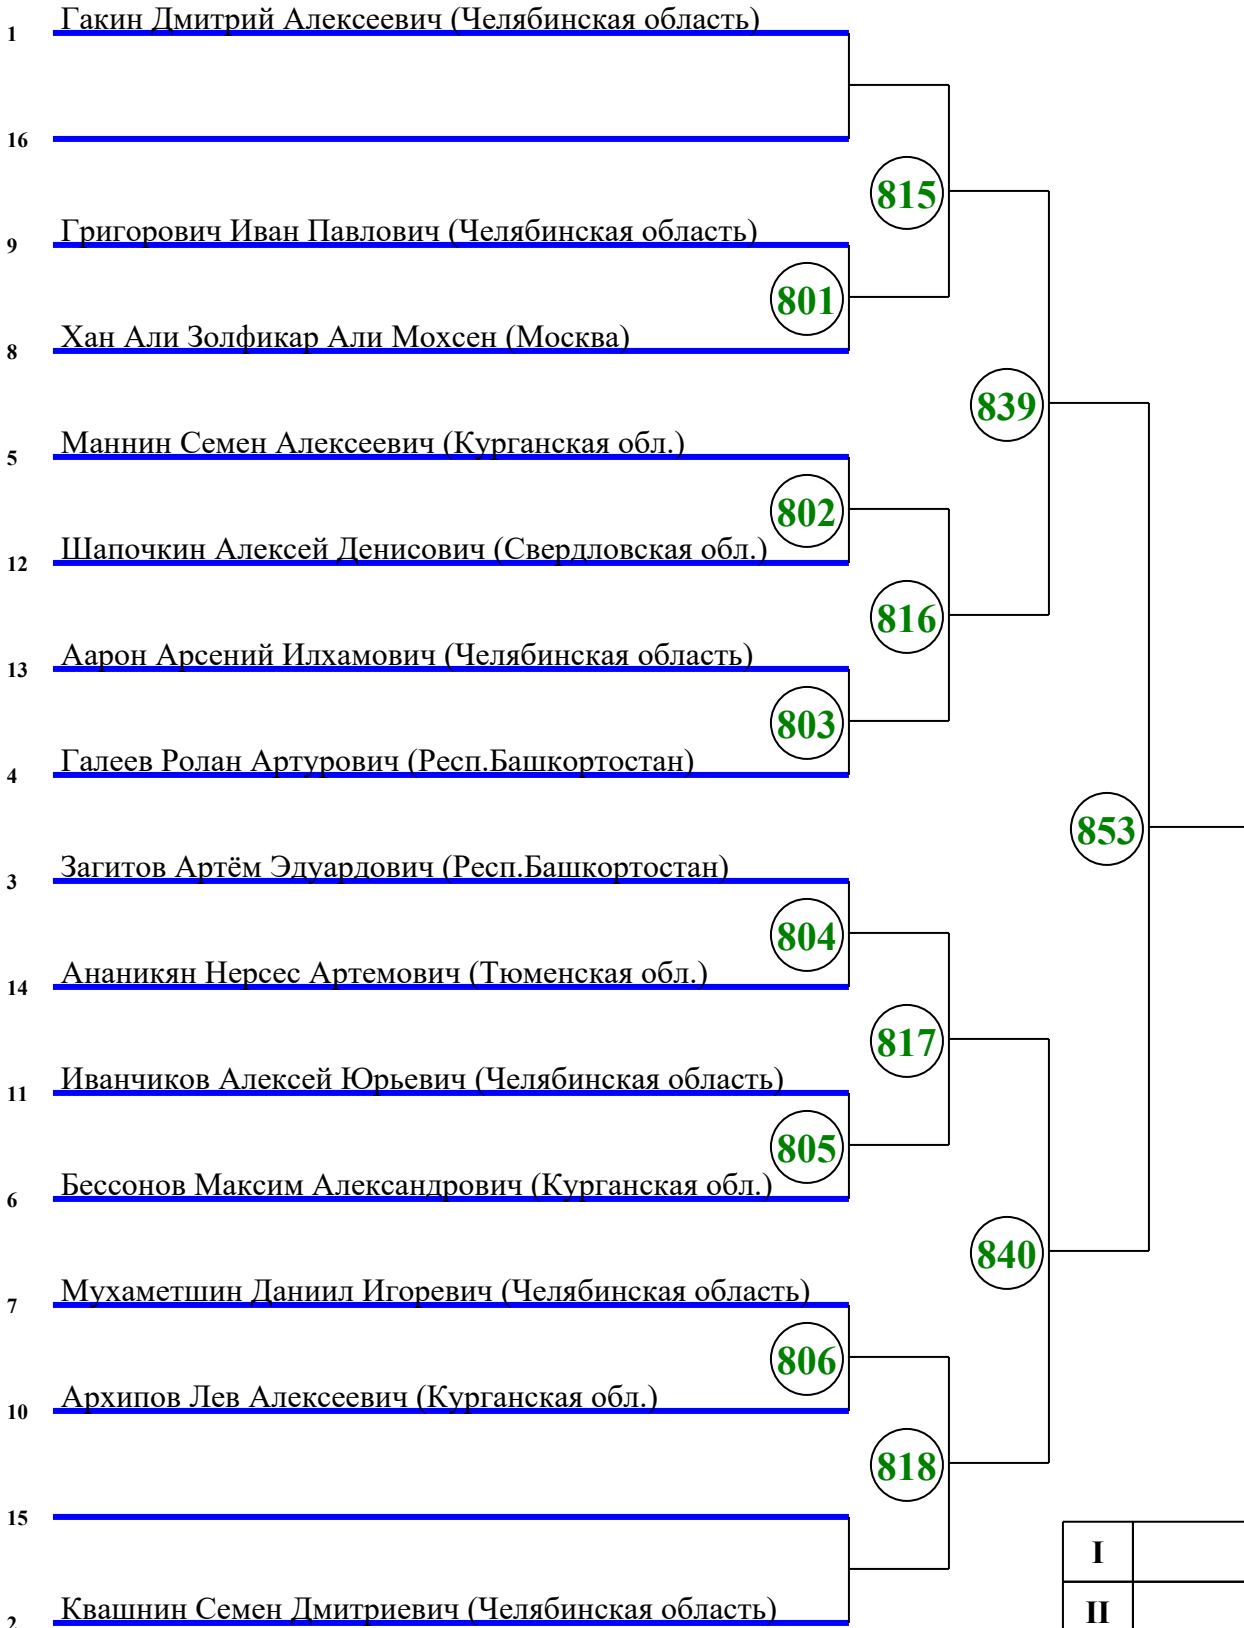 Гакин Дмитрий Алексеевич (Челябинская область)
1
16
815
Григорович Иван Павлович (Челябинская область)
9
801
Хан Али Золфикар Али Мохсен (Москва)
8
839
Маннин Семен Алексеевич (Курганская обл.)
5
802
Шапочкин Алексей Денисович (Свердловская обл.)
12
816
Аарон Арсений Илхамович (Челябинская область)
13
803
Галеев Ролан Артурович (Респ.Башкортостан)
4
853
Загитов Артём Эдуардович (Респ.Башкортостан)
3
804
Ананикян Нерсес Артемович (Тюменская обл.)
14
817
Иванчиков Алексей Юрьевич (Челябинская область)
11
805
Бессонов Максим Александрович (Курганская обл.)
6
840
Мухаметшин Даниил Игоревич (Челябинская область)
7
806
Архипов Лев Алексеевич (Курганская обл.)
10
818
15
I
Квашнин Семен Дмитриевич (Челябинская область)
2
II